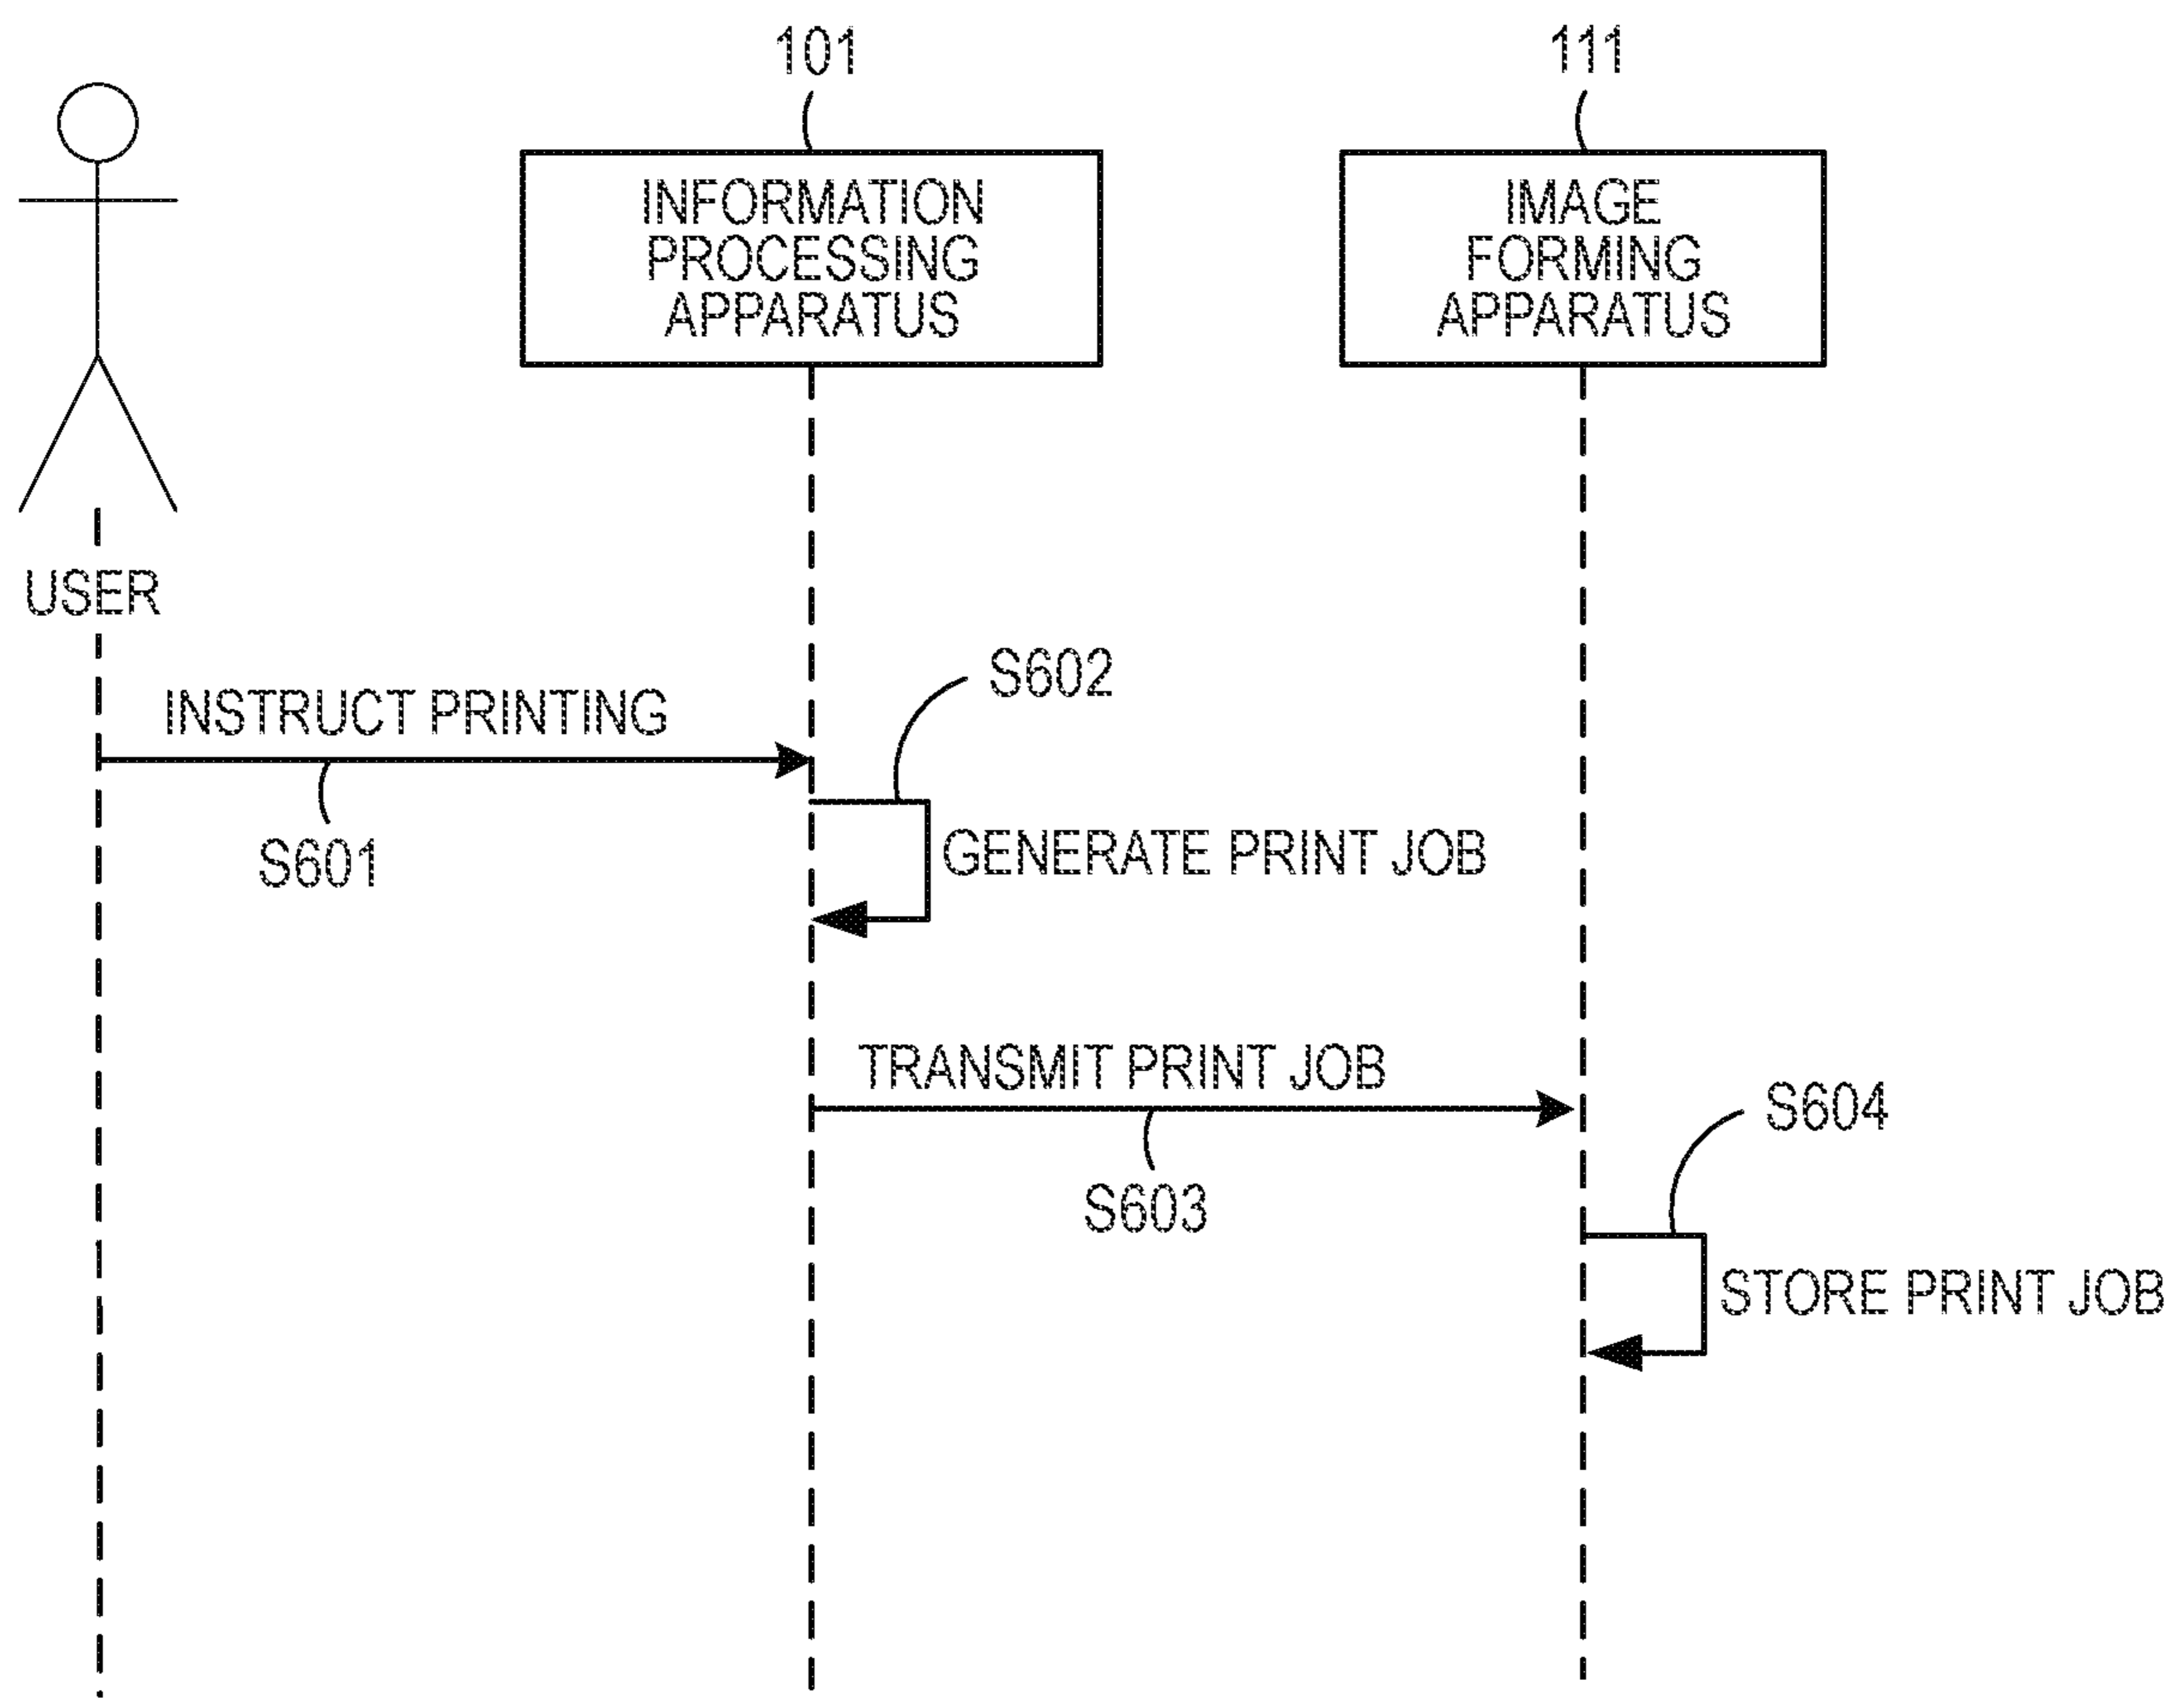 101
111
INFORMATION
PROCESSING
APPARATUS
IMAGE
FORMING
APPARATUS
USER
S602
INSTRUCT PRINTING
S601
GENERATE PRINT JOB
TRANSMIT PRINT JOB
S604
S603
STORE PRINT JOB